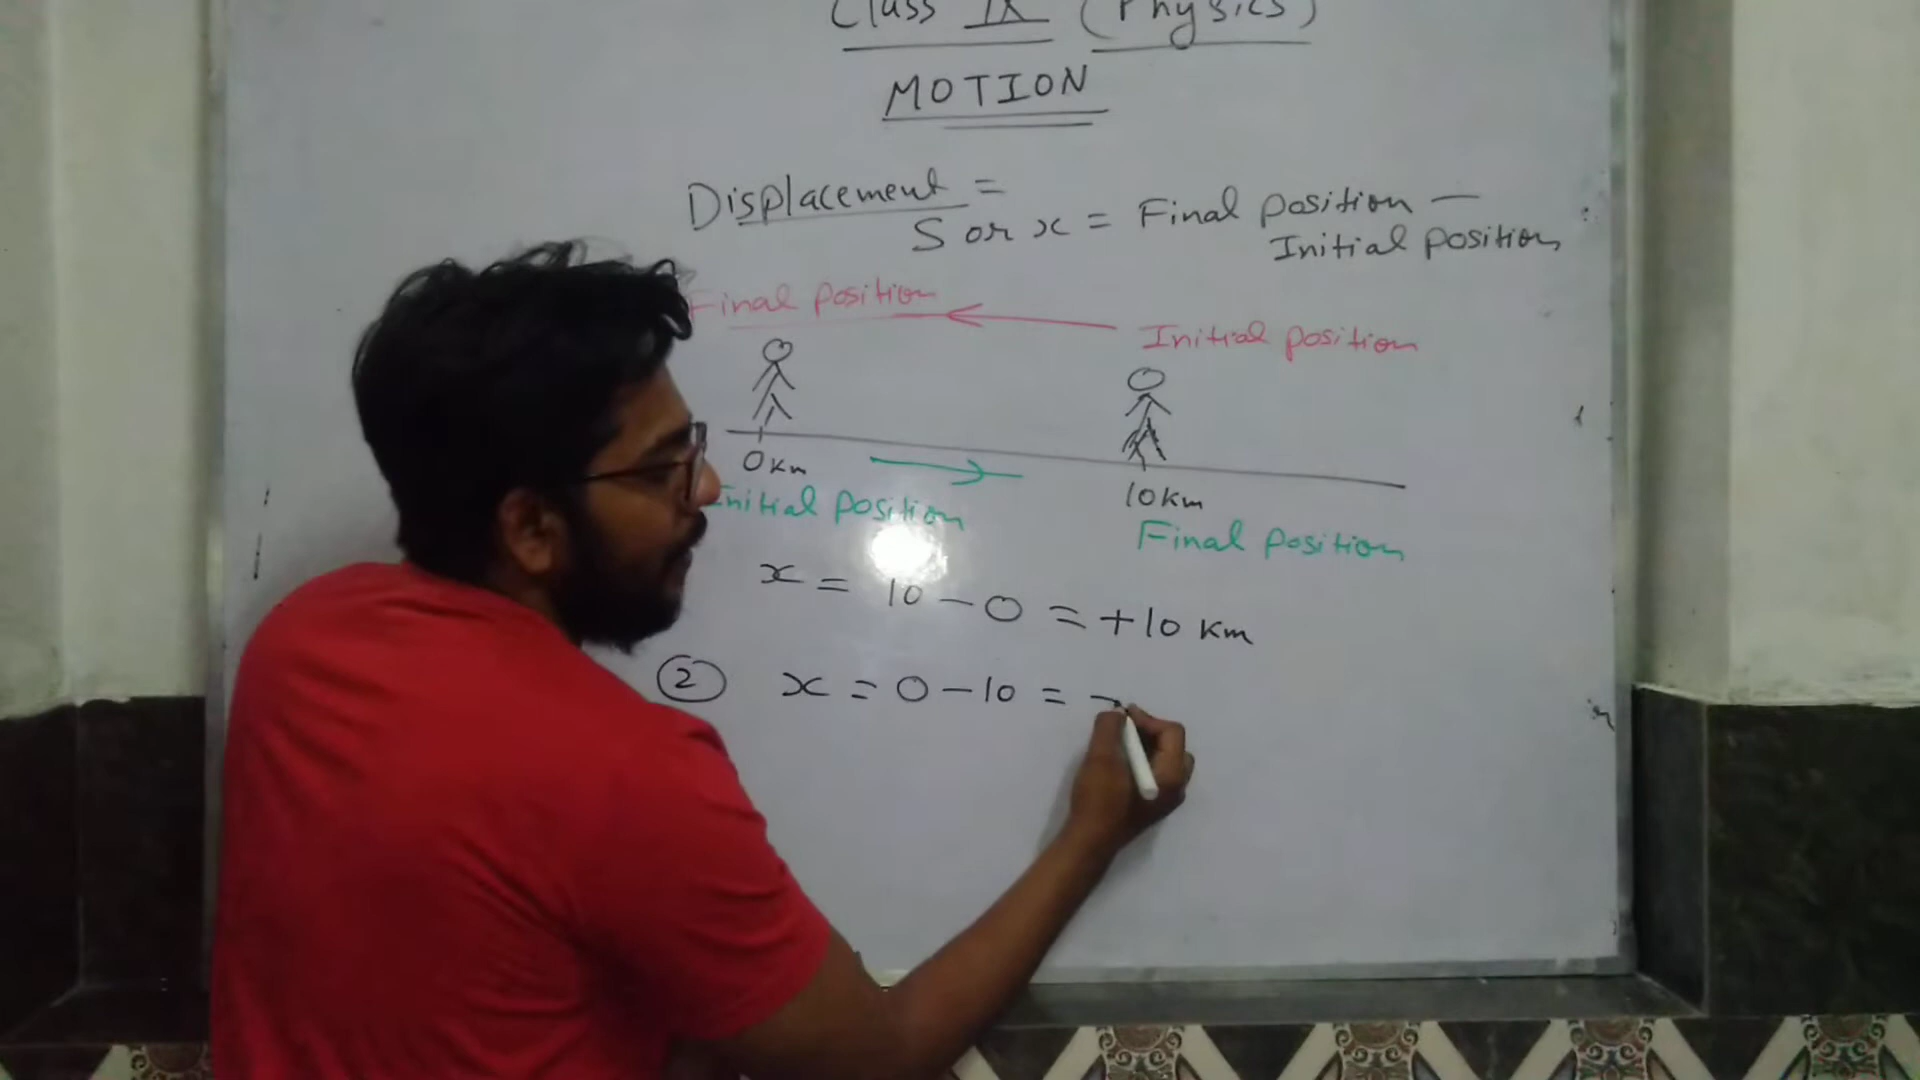 Class IX (Physics)
MOTION
Displacement =
S or x = Final position —
Initial position
Final position
Initial position
0 km
10 km
Initial position
Final position
x = 10 - 0 = +10 km
② x = 0 - 10 = -